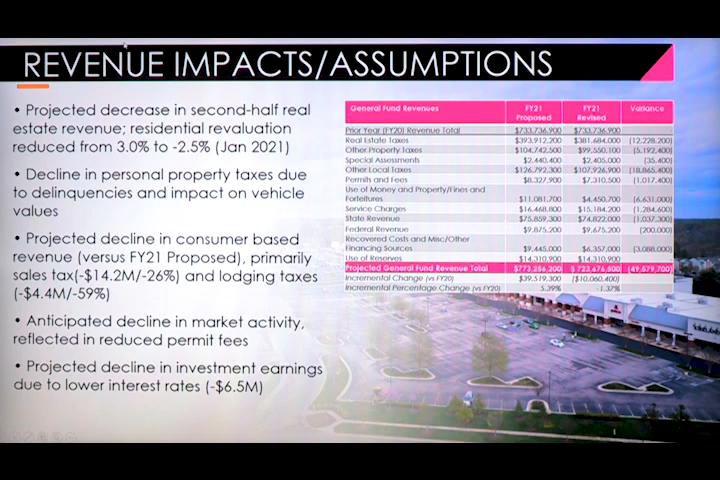 REVENUE IMPACTS/ASSUMPTIONS
• Projected decrease in second-half real
estate revenue; residential revaluation
reduced from 3.0% to -2.5% (Jan 2021)
• Decline in personal property taxes due
to delinquencies and impact on vehicle
values
• Projected decline in consumer based
revenue (versus FY21 Proposed), primarily
sales tax(-$14.2M/-26%) and lodging taxes
(-$4.4M/-59%)
• Anticipated decline in market activity,
reflected in reduced permit fees
• Projected decline in investment earnings
due to lower interest rates (-$6.5M)
General Fund Revenues FY21 Proposed FY21 Revised Variance
Prior Year (FY20) Revenue Total $733,736,900 $733,736,900
Real Estate Taxes $393,912,200 $381,684,000 (12,228,200)
Other Property Taxes $104,742,500 $99,550,100 (5,192,400)
Special Assessments $2,440,400 $2,405,000 (35,400)
Other Local Taxes $126,792,300 $107,926,900 (18,865,400)
Permits and Fees $8,327,900 $7,310,500 (1,017,400)
Use of Money and Property/Fines and
Forfeitures $11,081,700 $4,450,700 (6,631,000)
Service Charges $16,468,800 $15,184,200 (1,284,600)
State Revenue $75,859,300 $74,822,000 (1,037,300)
Federal Revenue $9,875,200 $9,675,200 (200,000)
Recovered Costs and Misc/Other
Financing Sources $9,445,000 $6,357,000 (3,088,000)
Use of Reserves $14,310,900 $14,310,900
Projected General Fund Revenue Total $773,256,200 $ 723,676,500 (49,579,700)
Incremental Change (vs FY20) $39,519,300 ($10,060,400)
Incremental Percentage Change (vs FY20) 5.39% -1.37%